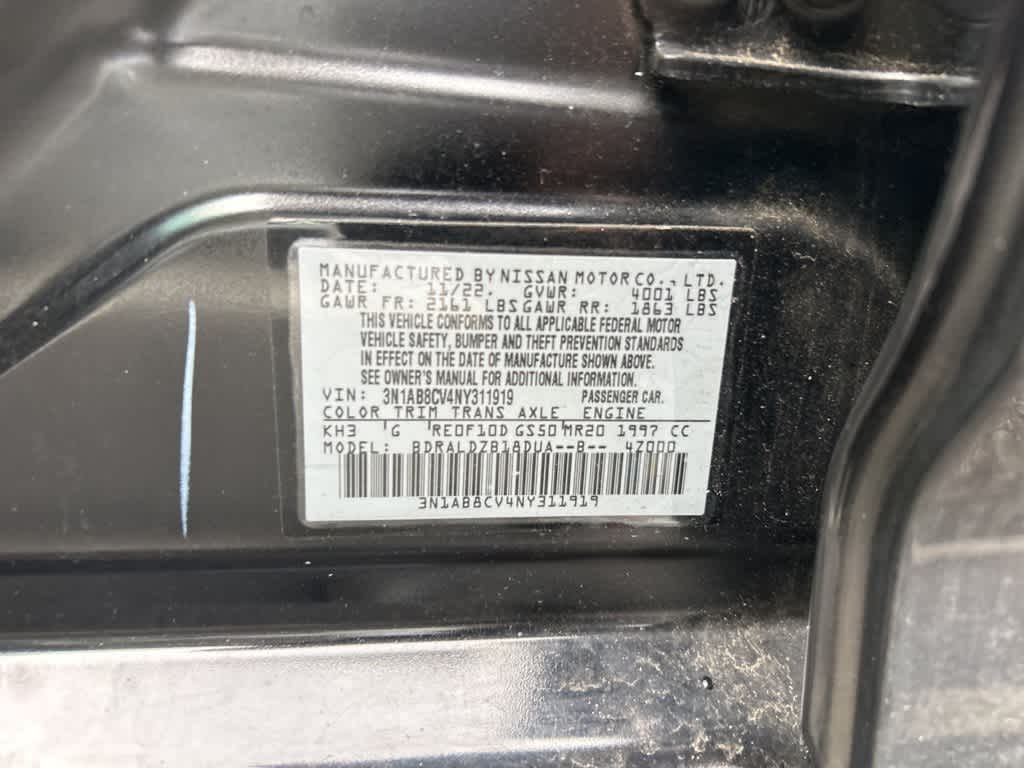 MANUFACTURED BY NISSAN MOTOR CO., LTD.
DATE: 11/22. GVWR: 4001 LBS
GAWR FR: 2161 LBS GAWR RR: 1863 LBS
THIS VEHICLE CONFORMS TO ALL APPLICABLE FEDERAL MOTOR
VEHICLE SAFETY, BUMPER AND THEFT PREVENTION STANDARDS
IN EFFECT ON THE DATE OF MANUFACTURE SHOWN ABOVE.
SEE OWNER'S MANUAL FOR ADDITIONAL INFORMATION.
VIN: 3N1AB8CV4NY311919 PASSENGER CAR.
COLOR TRIM TRANS AXLE ENGINE
KH3 G RE0F10D GS50 MR20 1997 CC
MODEL: BDRALDZB18DUA--B-- 4Z000
3N1AB8CV4NY311919